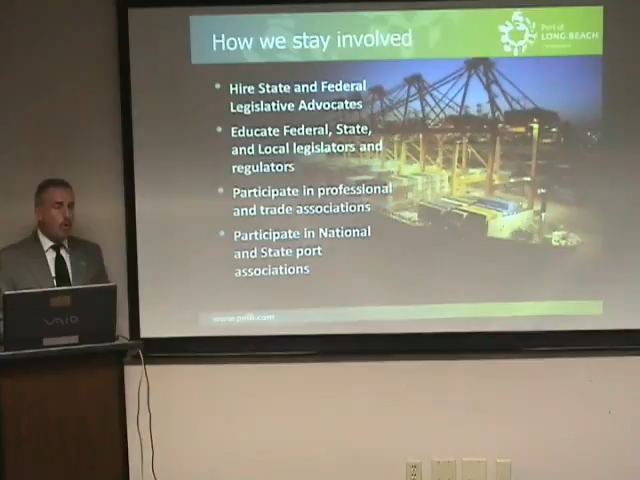 How we stay involved
Port of
LONG BEACH
• Hire State and Federal
Legislative Advocates
• Educate Federal, State,
and Local legislators and
regulators
• Participate in professional
and trade associations
• Participate in National
and State port
associations
www.polb.com
VAIO